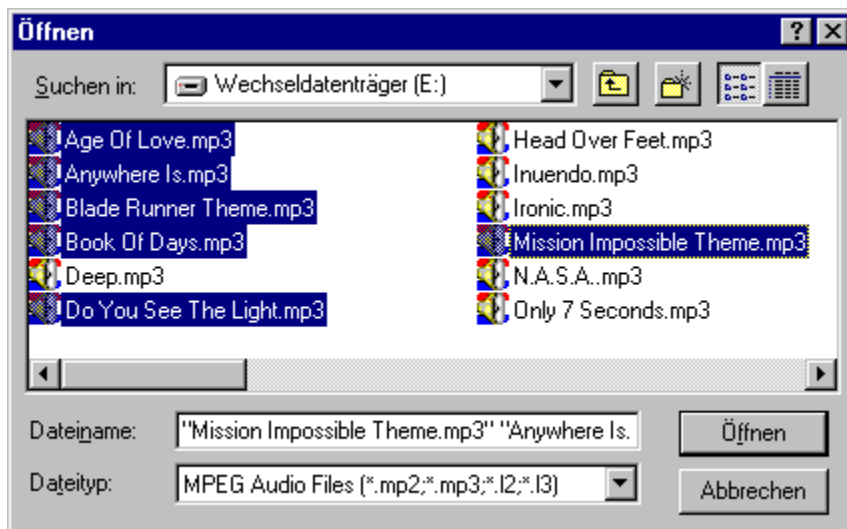 Öffnen
Suchen in: Wechseldatenträger (E:)
Age Of Love.mp3
Anywhere Is.mp3
Blade Runner Theme.mp3
Book Of Days.mp3
Deep.mp3
Do You See The Light.mp3
Head Over Feet.mp3
Inuendo.mp3
Ironic.mp3
Mission Impossible Theme.mp3
N.A.S.A..mp3
Only 7 Seconds.mp3
Dateiname: "Mission Impossible Theme.mp3" "Anywhere Is. Öffnen
Dateityp: MPEG Audio Files (*.mp2;*.mp3;*.l2;*.l3) Abbrechen